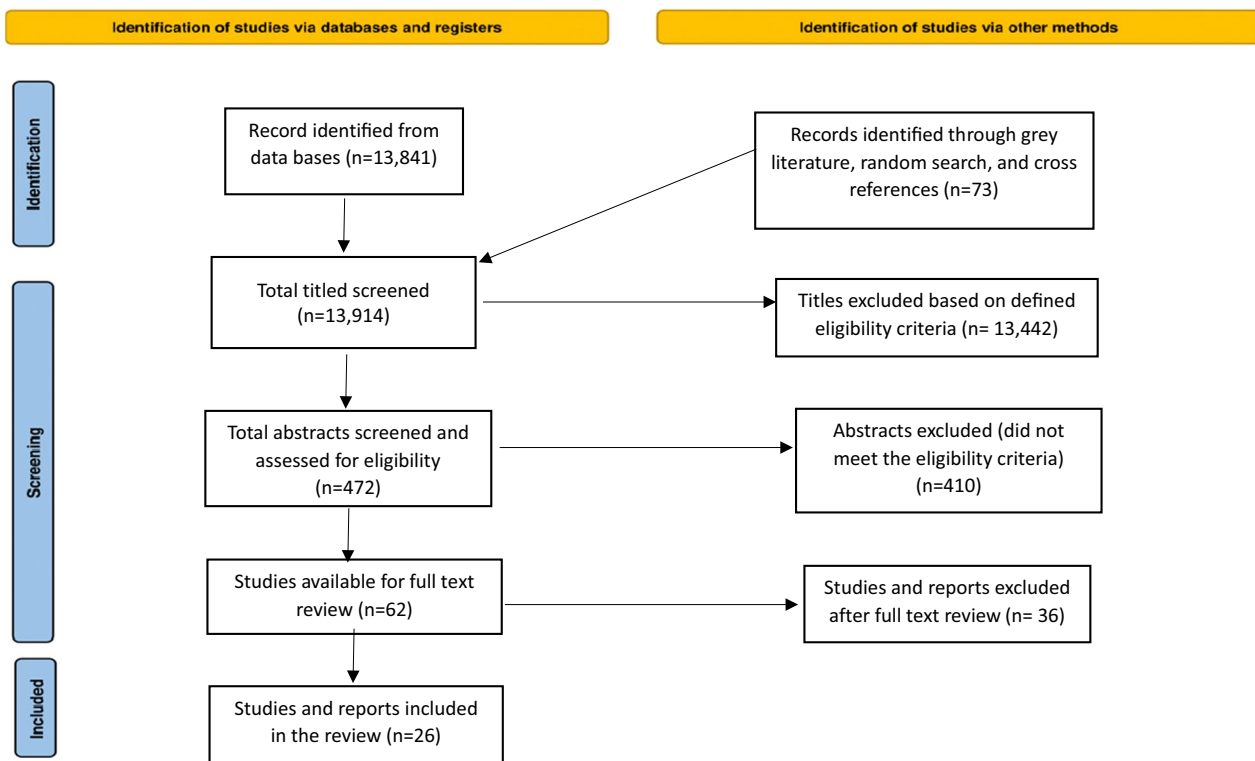 Identification of studies via databases and registers
Identification of studies via other methods
Identification
Record identified from
data bases (n=13,841)
Records identified through grey
literature, random search, and cross
references (n=73)
Screening
Total titled screened
(n=13,914)
Titles excluded based on defined
eligibility criteria (n= 13,442)
Total abstracts screened and
assessed for eligibility
(n=472)
Abstracts excluded (did not
meet the eligibility criteria)
(n=410)
Studies available for full text
review (n=62)
Studies and reports excluded
after full text review (n= 36)
Included
Studies and reports included
in the review (n=26)